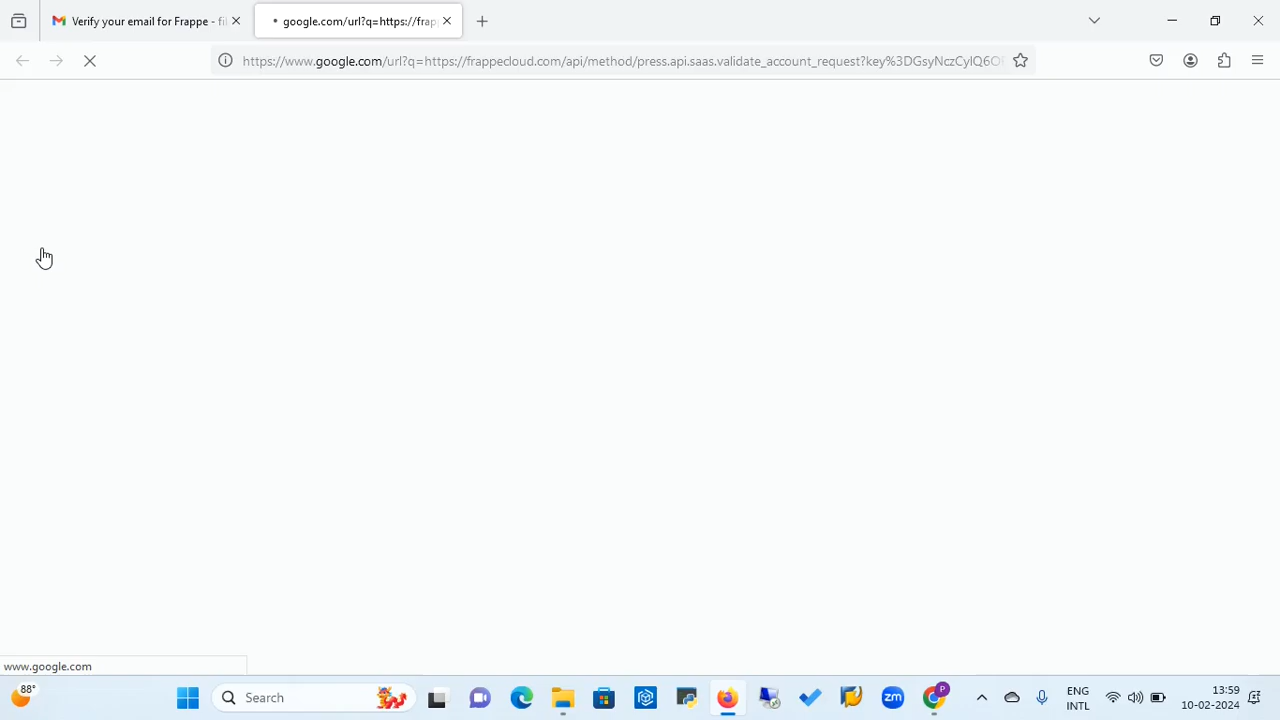 Verify your email for Frappe - fil
google.com/url?q=https://frap
https://www.google.com/url?q=https://frappecloud.com/api/method/press.api.saas.validate_account_request?key%3DGsyNczCylQ6O
www.google.com
88°
Search
zm
P
ENG
INTL
13:59
10-02-2024